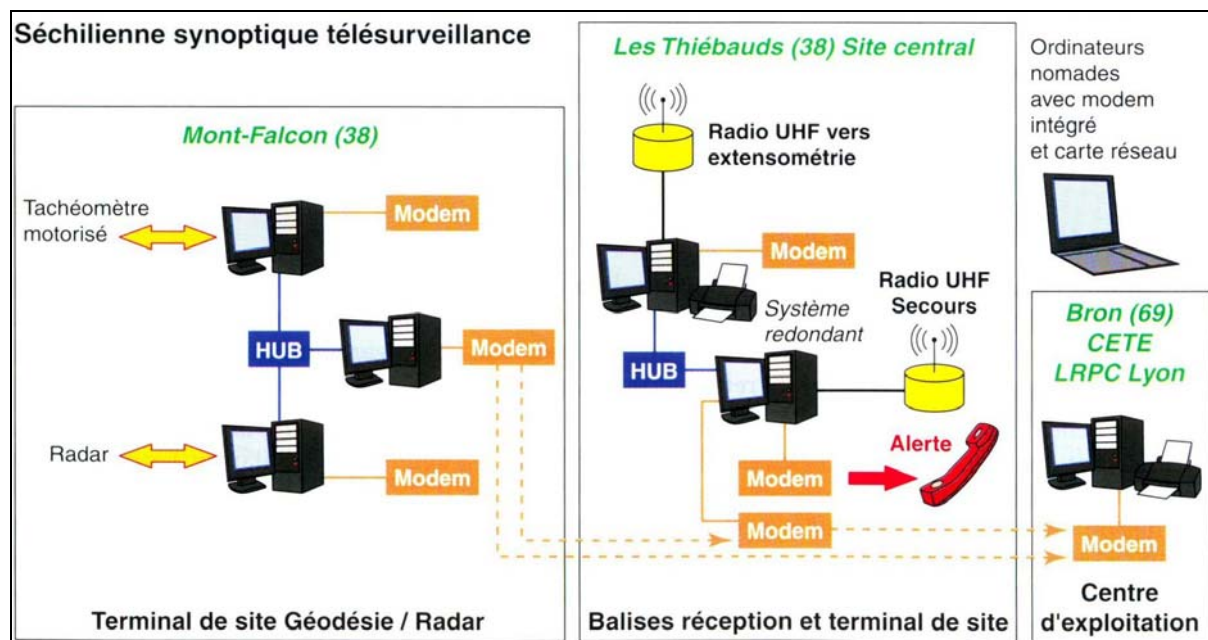 Séchilienne synoptique télésurveillance
Mont-Falcon (38)
Tachéomètre
motorisé
Modem
HUB
Modem
Radar
Modem
Terminal de site Géodésie / Radar
Les Thiébauds (38) Site central
Radio UHF vers
extensométrie
Modem
Système
redondant
Radio UHF
Secours
HUB
Alerte
Modem
Modem
Balises réception et terminal de site
Ordinateurs
nomades
avec modem
intégré
et carte réseau
Bron (69)
CETE
LRPC Lyon
Modem
Centre
d'exploitation